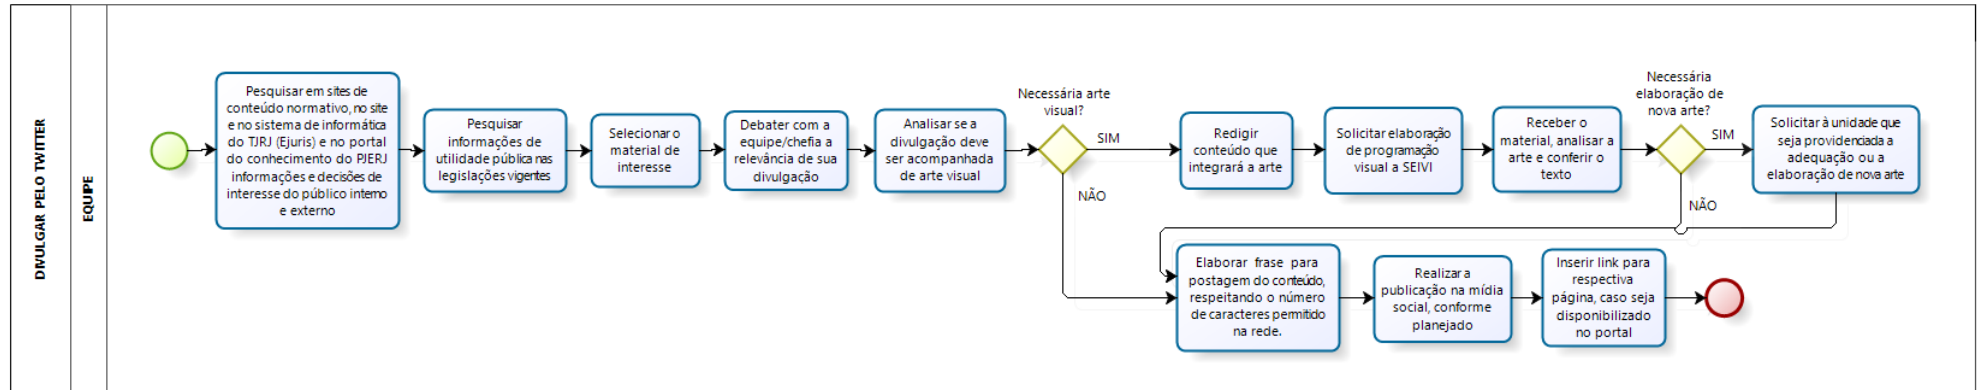 DIVULGAR PELO TWITTER
EQUIPE
Pesquisar em sites de
conteúdo normativo, no site
e no sistema de informática
do TJRJ (Ejuris) e no portal
do conhecimento do PJERJ
informações e decisões de
interesse do público interno
e externo
Pesquisar
informações de
utilidade pública nas
legislações vigentes
Selecionar o
material de
interesse
Debater com a
equipe/chefia a
relevância de sua
divulgação
Analisar se a
divulgação deve
ser acompanhada
de arte visual
Necessária arte
visual?
SIM
NÃO
Redigir
conteúdo que
integrará a arte
Solicitar elaboração
de programação
visual a SEIVI
Receber o
material, analisar a
arte e conferir o
texto
Necessária
elaboração de
nova arte?
SIM
NÃO
Solicitar à unidade que
seja providenciada a
adequação ou a
elaboração de nova arte
Elaborar frase para
postagem do conteúdo,
respeitando o número
de caracteres permitido
na rede.
Realizar a
publicação na mídia
social, conforme
planejado
Inserir link para
respectiva
página, caso seja
disponibilizado
no portal